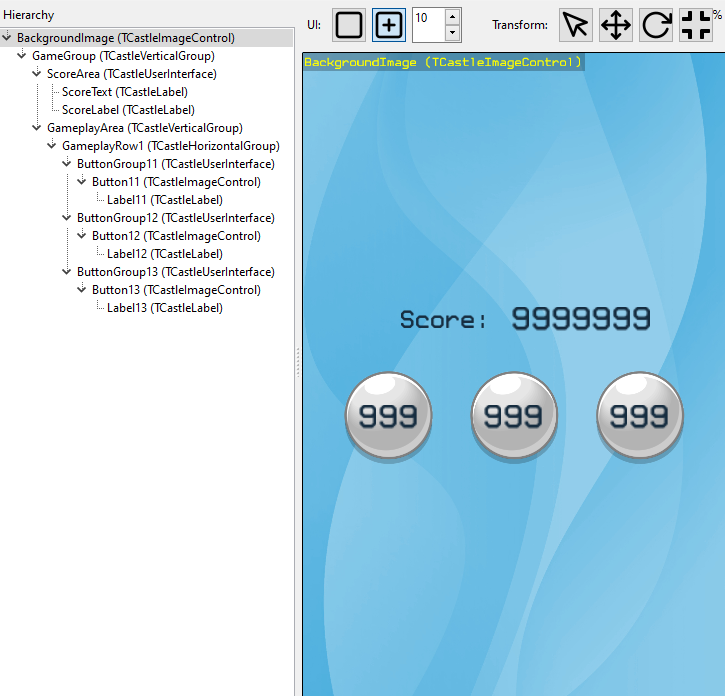 Hierarchy
BackgroundImage (TCastleImageControl)
GameGroup (TCastleVerticalGroup)
ScoreArea (TCastleUserInterface)
ScoreText (TCastleLabel)
ScoreLabel (TCastleLabel)
GameplayArea (TCastleVerticalGroup)
GameplayRow1 (TCastleHorizontalGroup)
ButtonGroup11 (TCastleUserInterface)
Button11 (TCastleImageControl)
Label11 (TCastleLabel)
ButtonGroup12 (TCastleUserInterface)
Button12 (TCastleImageControl)
Label12 (TCastleLabel)
ButtonGroup13 (TCastleUserInterface)
Button13 (TCastleImageControl)
Label13 (TCastleLabel)
UI: 10 Transform: %
BackgroundImage (TCastleImageControl)
Score: 9999999
999 999 999